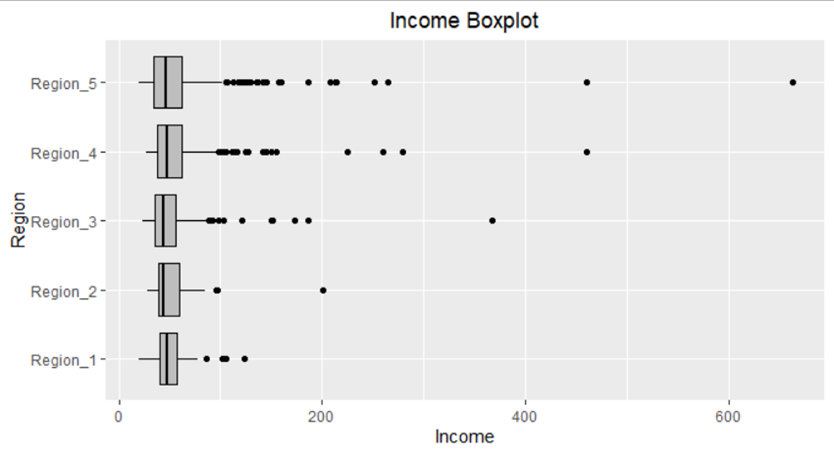 Income Boxplot
Region_5
Region_4
Region_3
Region_2
Region_1
Region
0 200 400 600
Income